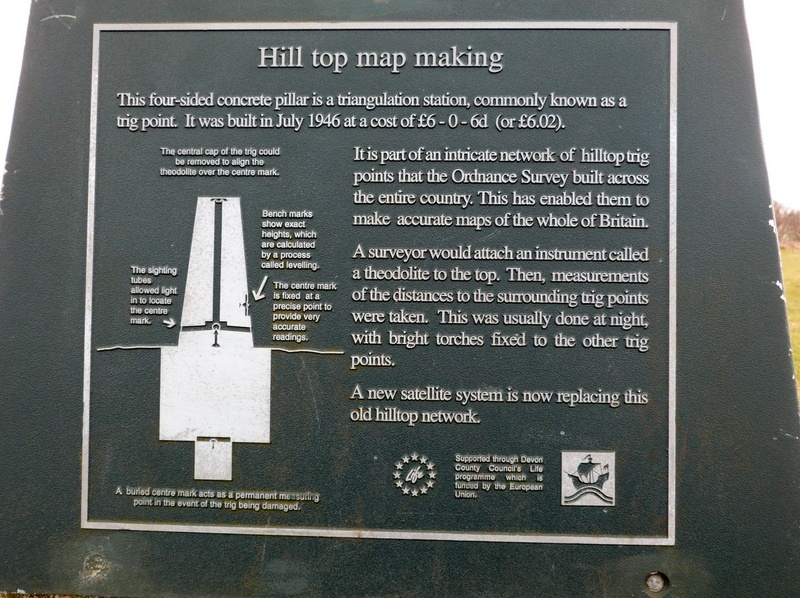 Hill top map making
This four-sided concrete pillar is a triangulation station, commonly known as a
trig point. It was built in July 1946 at a cost of £6 - 0 - 6d (or £6.02).
The central cap of the trig could
be removed to align the
theodolite over the centre mark.
Bench marks
show exact
heights, which
are calculated
by a process
called levelling.
The sighting
tubes
allowed light
in to locate
the centre
mark.
The centre mark
is fixed at a
precise point to
provide very
accurate
readings.
A buried centre mark acts as a permanent measuring
point in the event of the trig being damaged.
It is part of an intricate network of hilltop trig
points that the Ordnance Survey built across
the entire country. This has enabled them to
make accurate maps of the whole of Britain.
A surveyor would attach an instrument called
a theodolite to the top. Then, measurements
of the distances to the surrounding trig points
were taken. This was usually done at night,
with bright torches fixed to the other trig
points.
A new satellite system is now replacing this
old hilltop network.
life
Supported through Devon
County Council's Life
programme which is
funded by the European
Union.